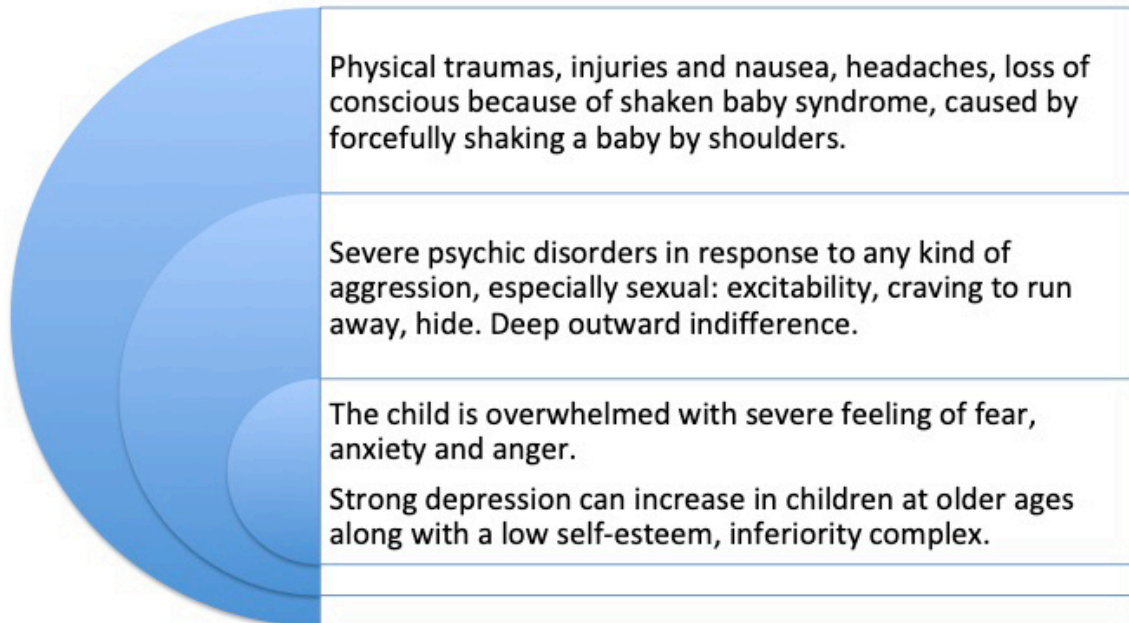 Physical traumas, injuries and nausea, headaches, loss of
conscious because of shaken baby syndrome, caused by
forcefully shaking a baby by shoulders.
Severe psychic disorders in response to any kind of
aggression, especially sexual: excitability, craving to run
away, hide. Deep outward indifference.
The child is overwhelmed with severe feeling of fear,
anxiety and anger.
Strong depression can increase in children at older ages
along with a low self-esteem, inferiority complex.